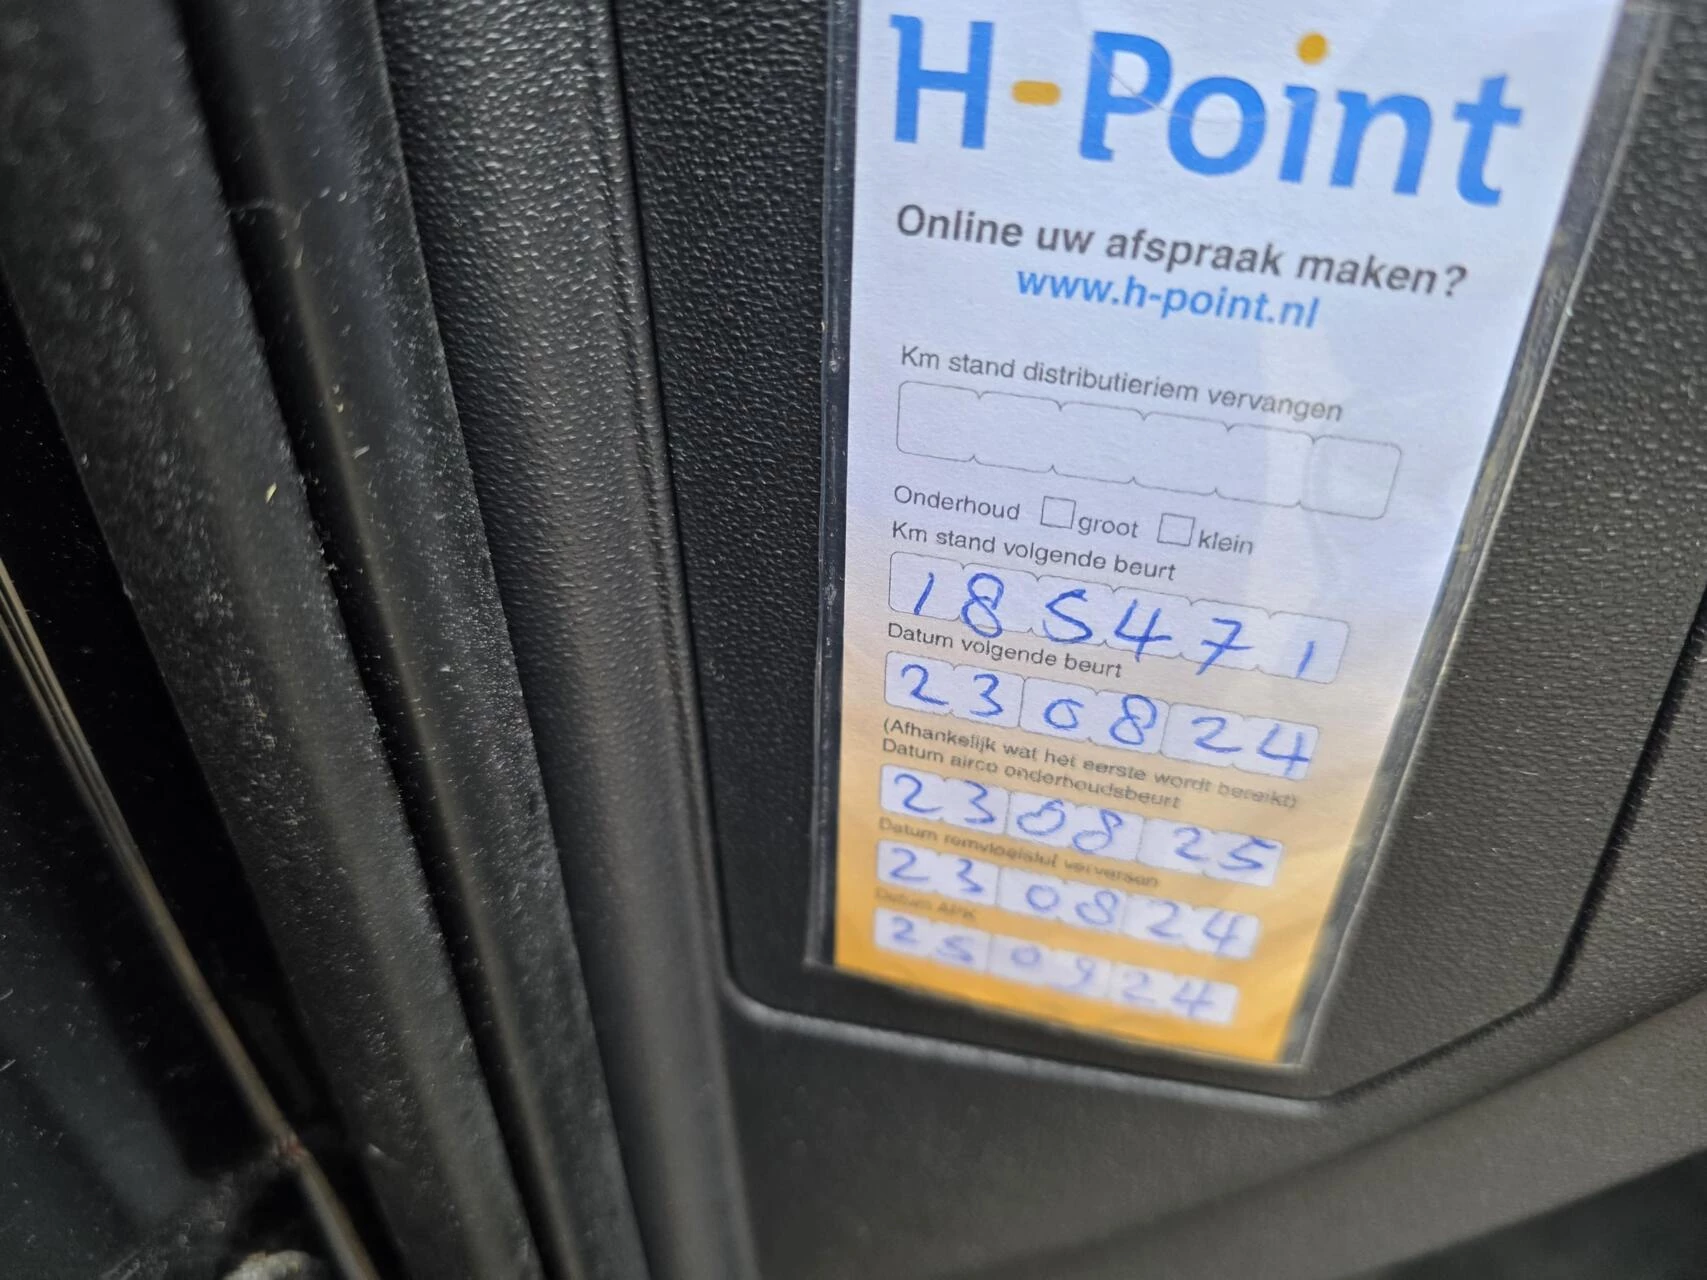 H-Point
Online uw afspraak maken?
www.h-point.nl
Km stand distributieriem vervangen
Onderhoud groot klein
Km stand volgende beurt
185471
Datum volgende beurt
230824
(Afhankelijk wat het eerste wordt bereikt)
Datum airco onderhoudsbeurt
230825
Datum remvloeistof verversen
230824
Datum APK
250924